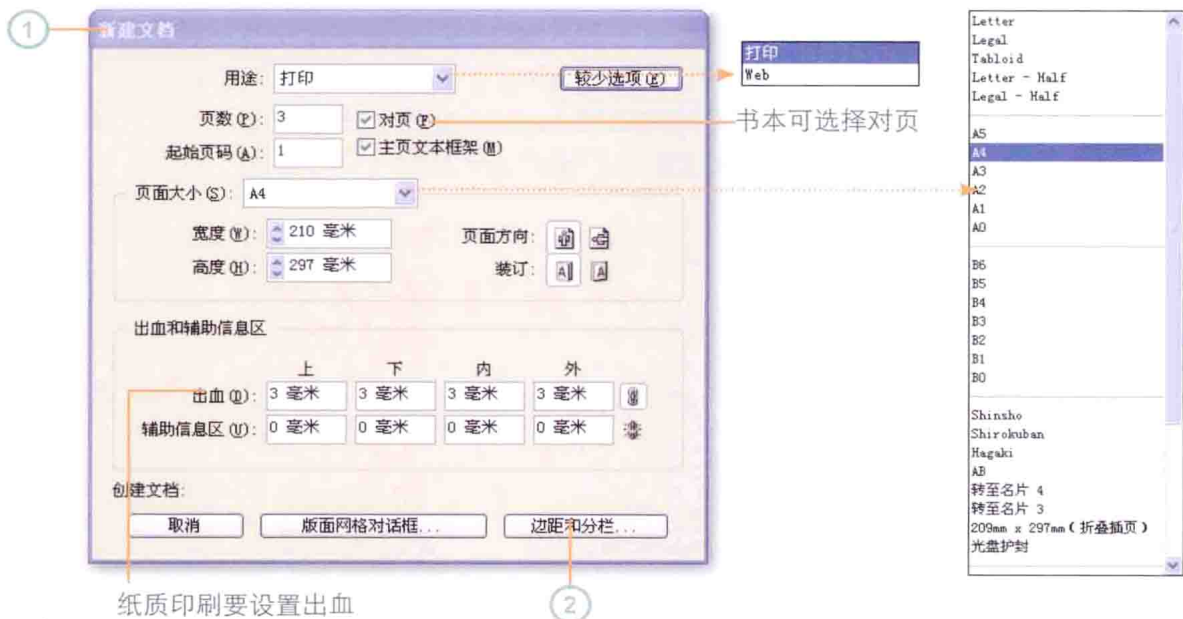 1
新建文档
用途: 打印
较少选项(E)
页数(P): 3
对页(F)
起始页码(A): 1
主页文本框架(M)
页面大小(S): A4
宽度(W): 210 毫米
页面方向:
高度(H): 297 毫米
装订:
出血和辅助信息区
上 下 内 外
出血(D): 3 毫米 3 毫米 3 毫米 3 毫米
辅助信息区(U): 0 毫米 0 毫米 0 毫米 0 毫米
创建文档:
取消 版面网格对话框... 边距和分栏...
纸质印刷要设置出血
2
打印
Web
书本可选择对页
Letter
Legal
Tabloid
Letter - Half
Legal - Half
A5
A4
A3
A2
A1
A0
B6
B5
B4
B3
B2
B1
B0
Shinsho
Shirokuban
Hagaki
AB
转至名片 4
转至名片 3
209mm x 297mm(折叠插页)
光盘护封